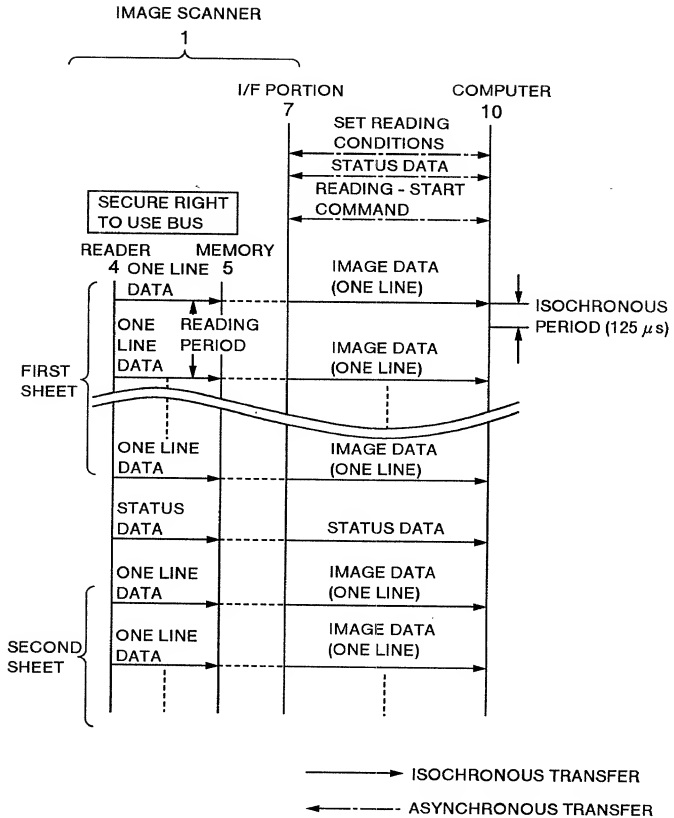 IMAGE SCANNER
1
I/F PORTION
7
COMPUTER
10
SET READING
CONDITIONS
STATUS DATA
READING - START
COMMAND
SECURE RIGHT
TO USE BUS
READER
4
MEMORY
5
ONE LINE
DATA
IMAGE DATA
(ONE LINE)
ISOCHRONOUS
PERIOD (125 μs)
ONE
LINE
DATA
READING
PERIOD
IMAGE DATA
(ONE LINE)
FIRST
SHEET
ONE LINE
DATA
IMAGE DATA
(ONE LINE)
STATUS
DATA
STATUS DATA
ONE LINE
DATA
IMAGE DATA
(ONE LINE)
SECOND
SHEET
ONE LINE
DATA
IMAGE DATA
(ONE LINE)
ISOCHRONOUS TRANSFER
ASYNCHRONOUS TRANSFER